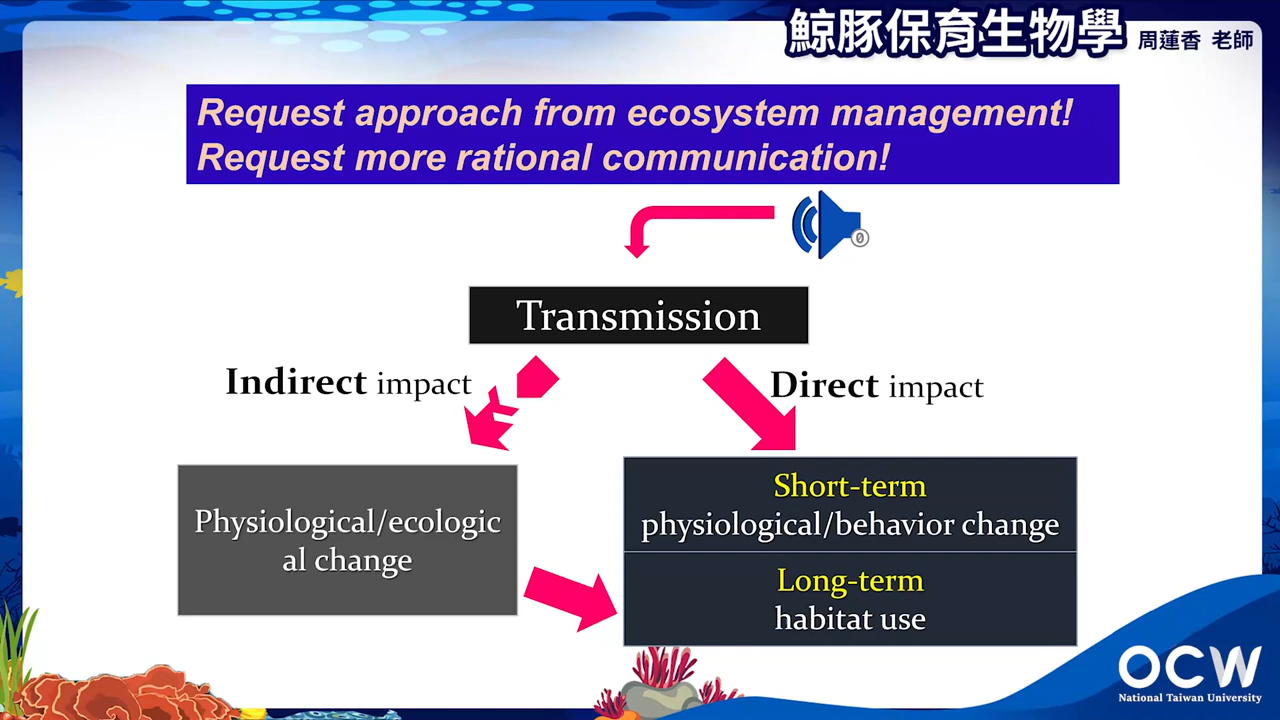 鯨豚保育生物學 周蓮香 老師
Request approach from ecosystem management!
Request more rational communication!
0
Transmission
Indirect impact
Direct impact
Physiological/ecologic
al change
Short-term
physiological/behavior change
Long-term
habitat use
OCW
National Taiwan University